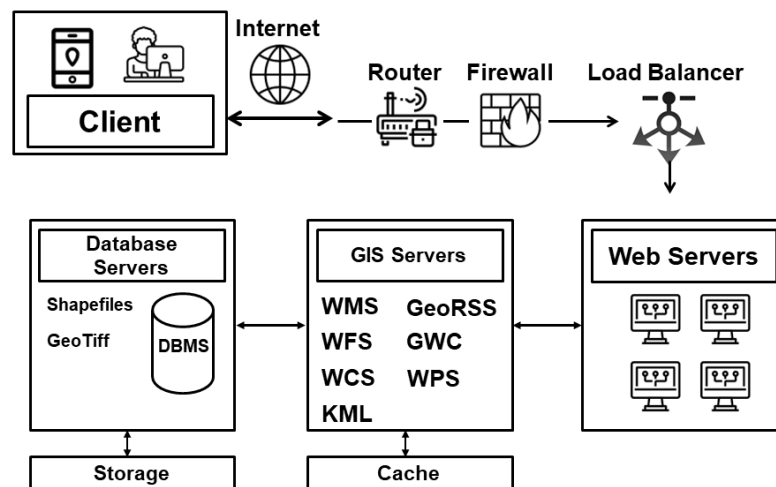 Internet
Router
Firewall
Load Balancer
Client
Database
Servers
Shapefiles
GeoTiff
DBMS
GIS Servers
WMS
GeoRSS
WFS
GWC
WCS
WPS
KML
Web Servers
Storage
Cache